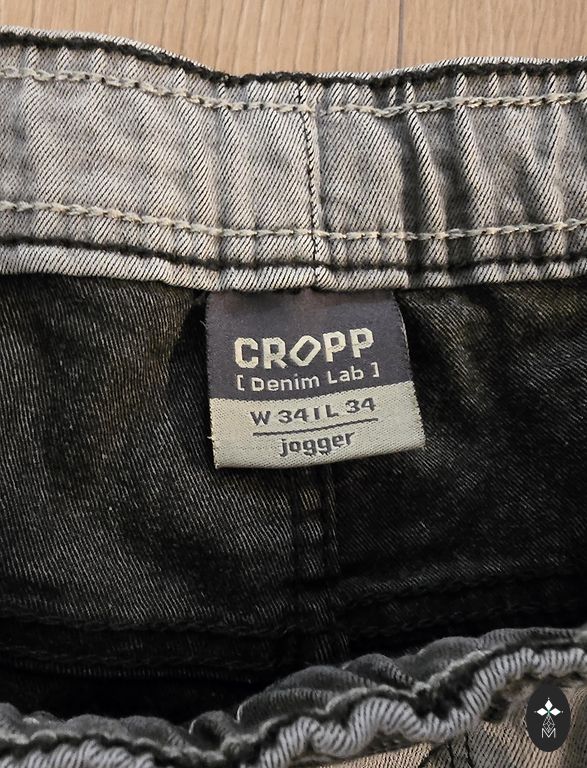 CROPP
[ Denim Lab ]
W 34 | L 34
jogger